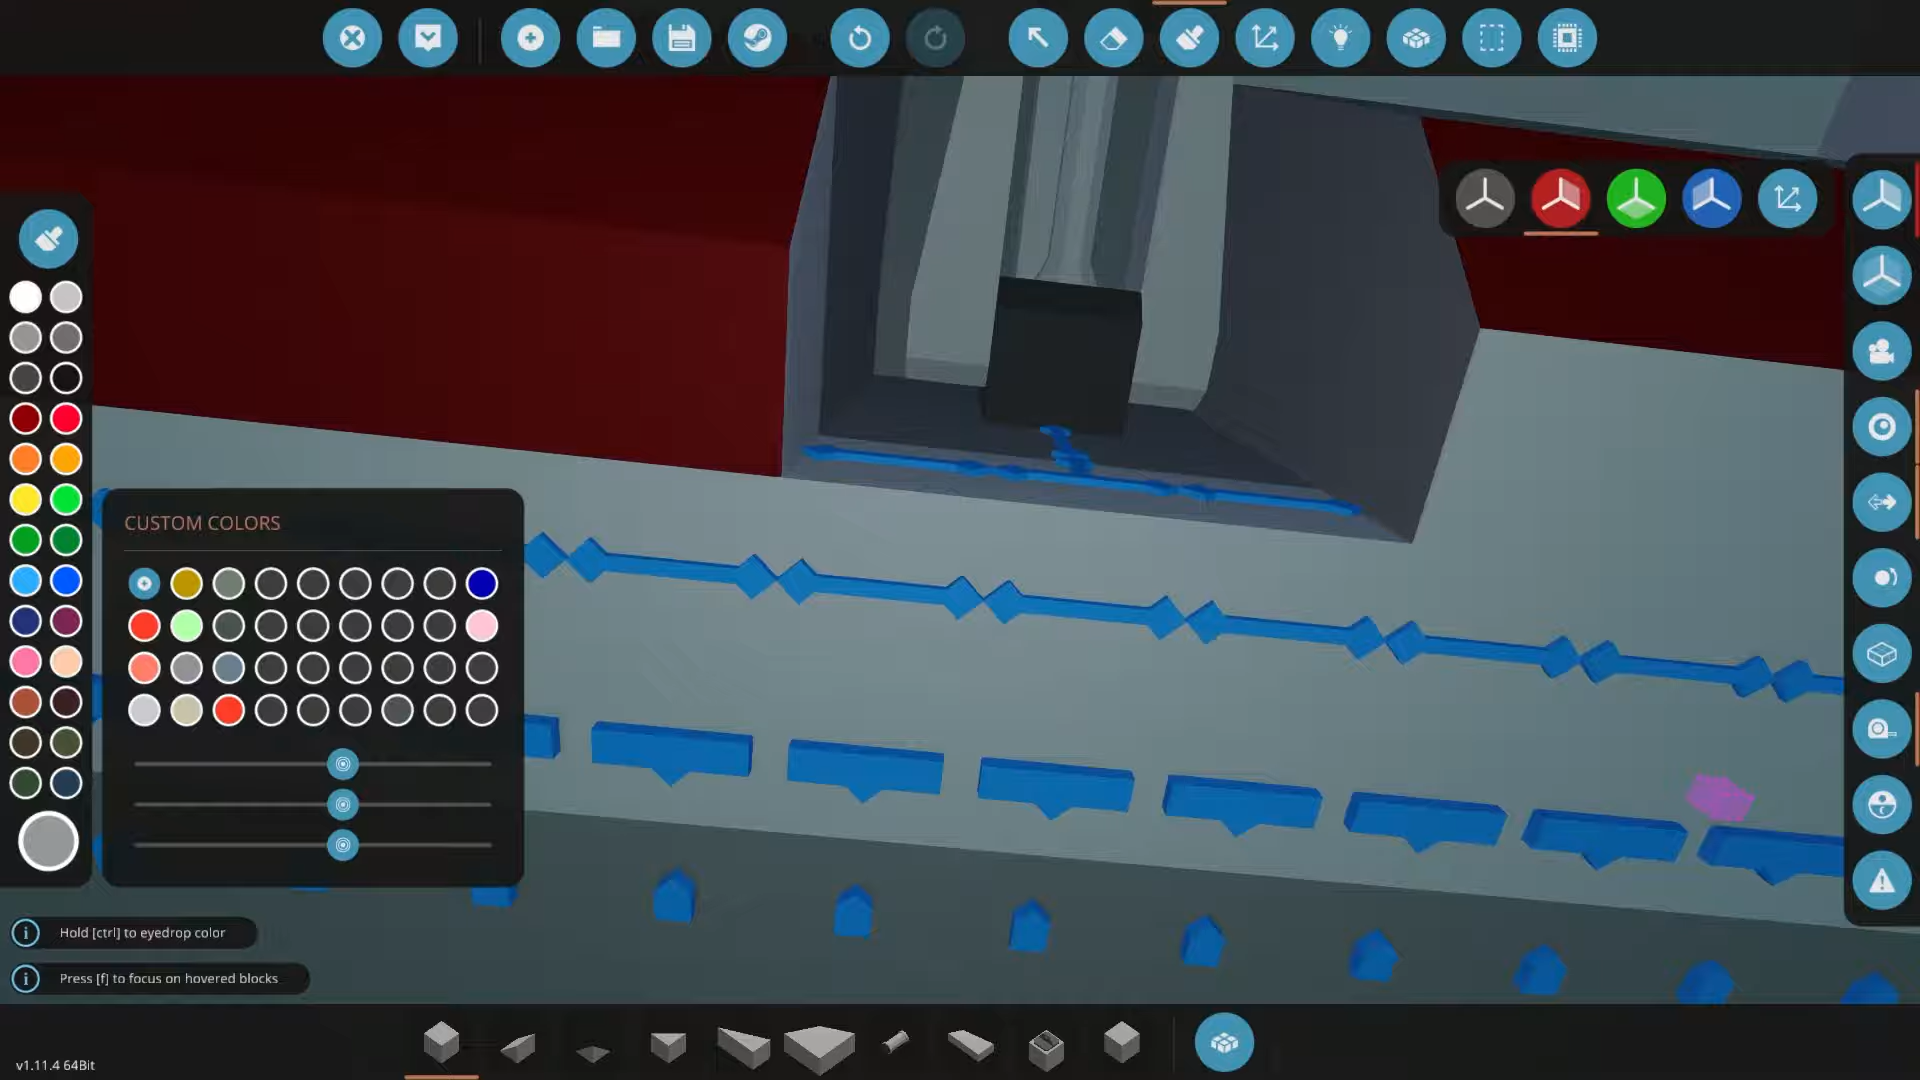 CUSTOM COLORS
Hold [ctrl] to eyedrop color
Press [f] to focus on hovered blocks
v1.11.4 64Bit